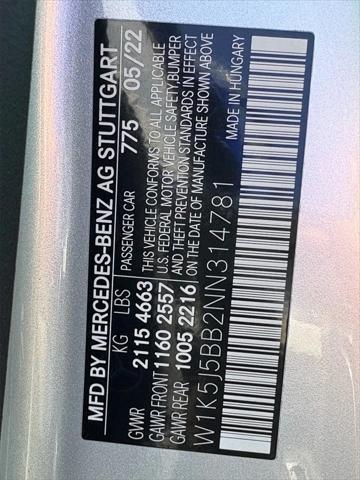 MFD BY MERCEDES-BENZ AG STUTTGART
KG LBS PASSENGER CAR 775 05/22
GVWR 2115 4663 THIS VEHICLE CONFORMS TO ALL APPLICABLE
GAWR FRONT 1160 2557 U.S. FEDERAL MOTOR VEHICLE SAFETY, BUMPER
GAWR REAR 1005 2216 AND THEFT PREVENTION STANDARDS IN EFFECT
ON THE DATE OF MANUFACTURE SHOWN ABOVE
W1K5J5BB2NN314781 MADE IN HUNGARY